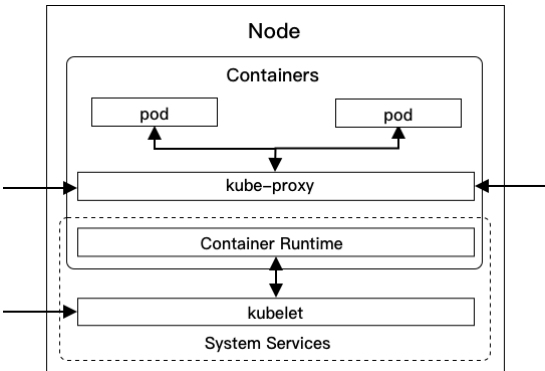 Node
Containers
pod
pod
kube-proxy
Container Runtime
kubelet
System Services